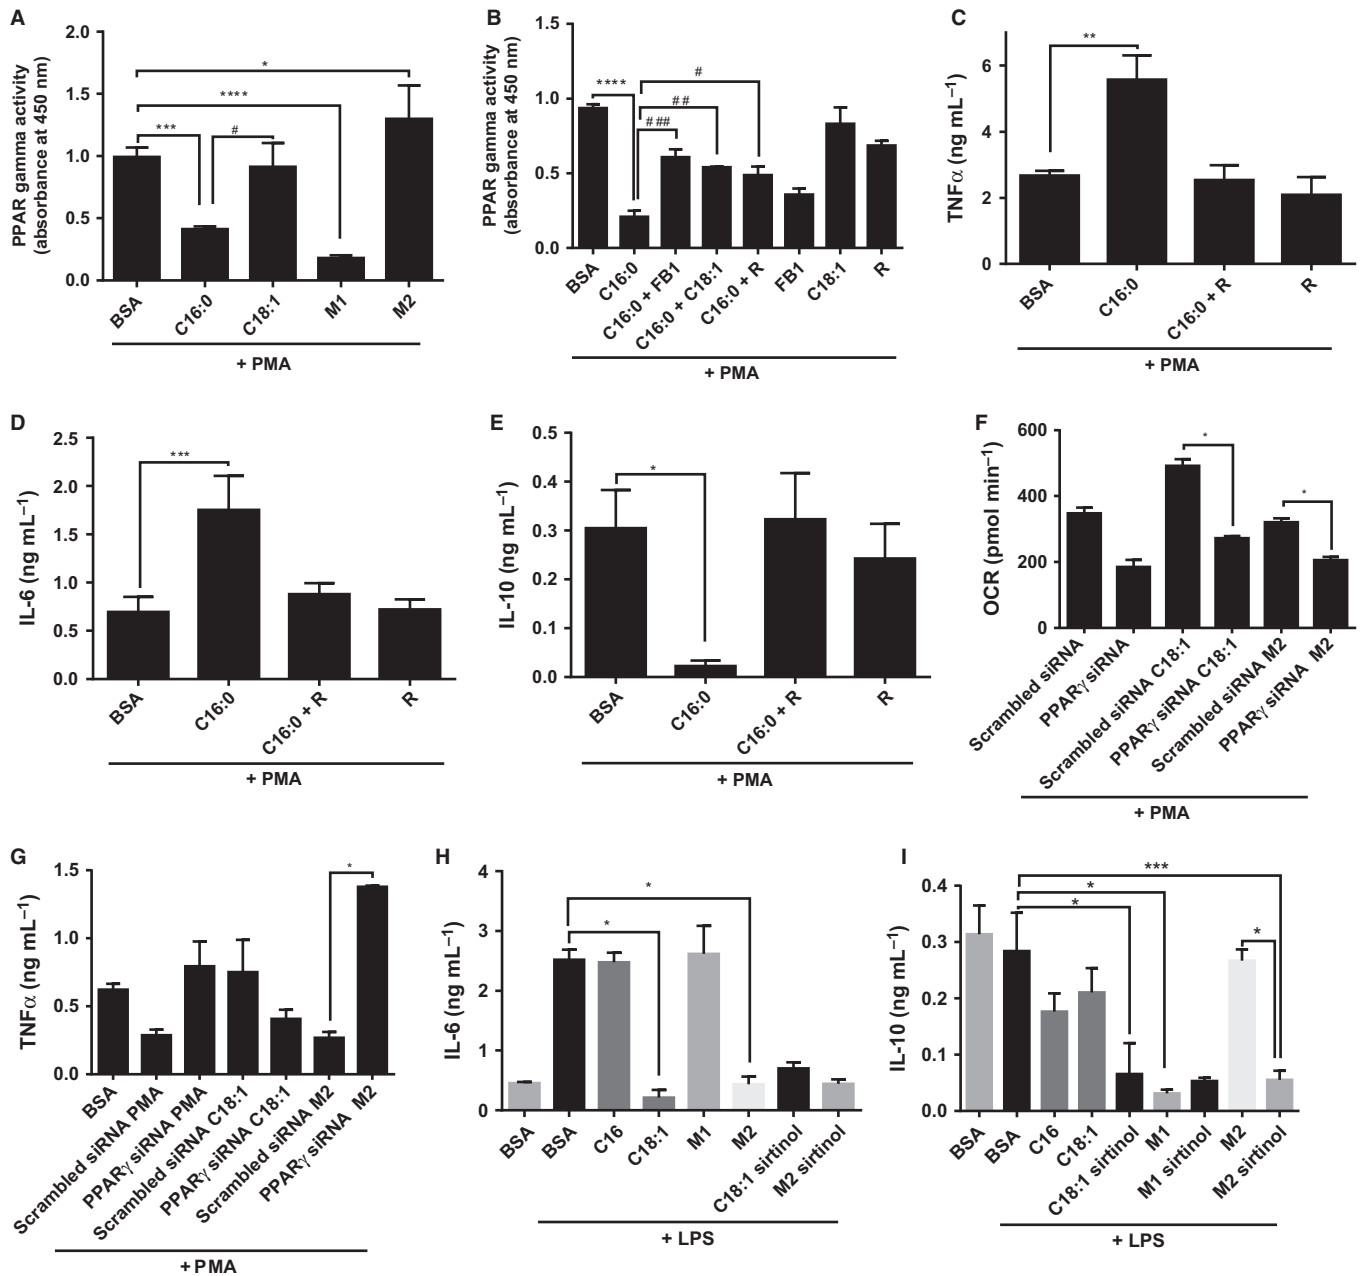 A
PPAR gamma activity
(absorbance at 450 nm)
2.0
1.5
1.0
0.5
0.0
*
****
***
#
BSA
C16:0
C18:1
M1
M2
+ PMA
B
PPAR gamma activity
(absorbance at 450 nm)
1.5
1.0
0.5
0.0
****
#
##
###
BSA
C16:0
C16:0 + FB1
C16:0 + C18:1
C16:0 + R
FB1
C18:1
R
+ PMA
C
TNFα (ng mL⁻¹)
6
4
2
0
**
BSA
C16:0
C16:0 + R
R
+ PMA
D
IL-6 (ng mL⁻¹)
2.5
2.0
1.5
1.0
0.5
0.0
***
BSA
C16:0
C16:0 + R
R
+ PMA
E
IL-10 (ng mL⁻¹)
0.5
0.4
0.3
0.2
0.1
0.0
*
BSA
C16:0
C16:0 + R
R
+ PMA
F
OCR (pmol min⁻¹)
600
400
200
0
*
*
Scrambled siRNA
PPARγ siRNA
Scrambled siRNA C18:1
PPARγ siRNA C18:1
Scrambled siRNA M2
PPARγ siRNA M2
+ PMA
G
TNFα (ng mL⁻¹)
1.5
1.0
0.5
0.0
*
BSA
Scrambled siRNA PMA
PPARγ siRNA PMA
Scrambled siRNA C18:1
PPARγ siRNA C18:1
Scrambled siRNA M2
PPARγ siRNA M2
+ PMA
H
IL-6 (ng mL⁻¹)
4
3
2
1
0
*
*
BSA
BSA
C16
C18:1
M1
M2
C18:1 sirtinol
M2 sirtinol
+ LPS
I
IL-10 (ng mL⁻¹)
0.4
0.3
0.2
0.1
0.0
***
*
*
*
BSA
BSA
C16
C18:1
C18:1 sirtinol
M1
M1 sirtinol
M2
M2 sirtinol
+ LPS